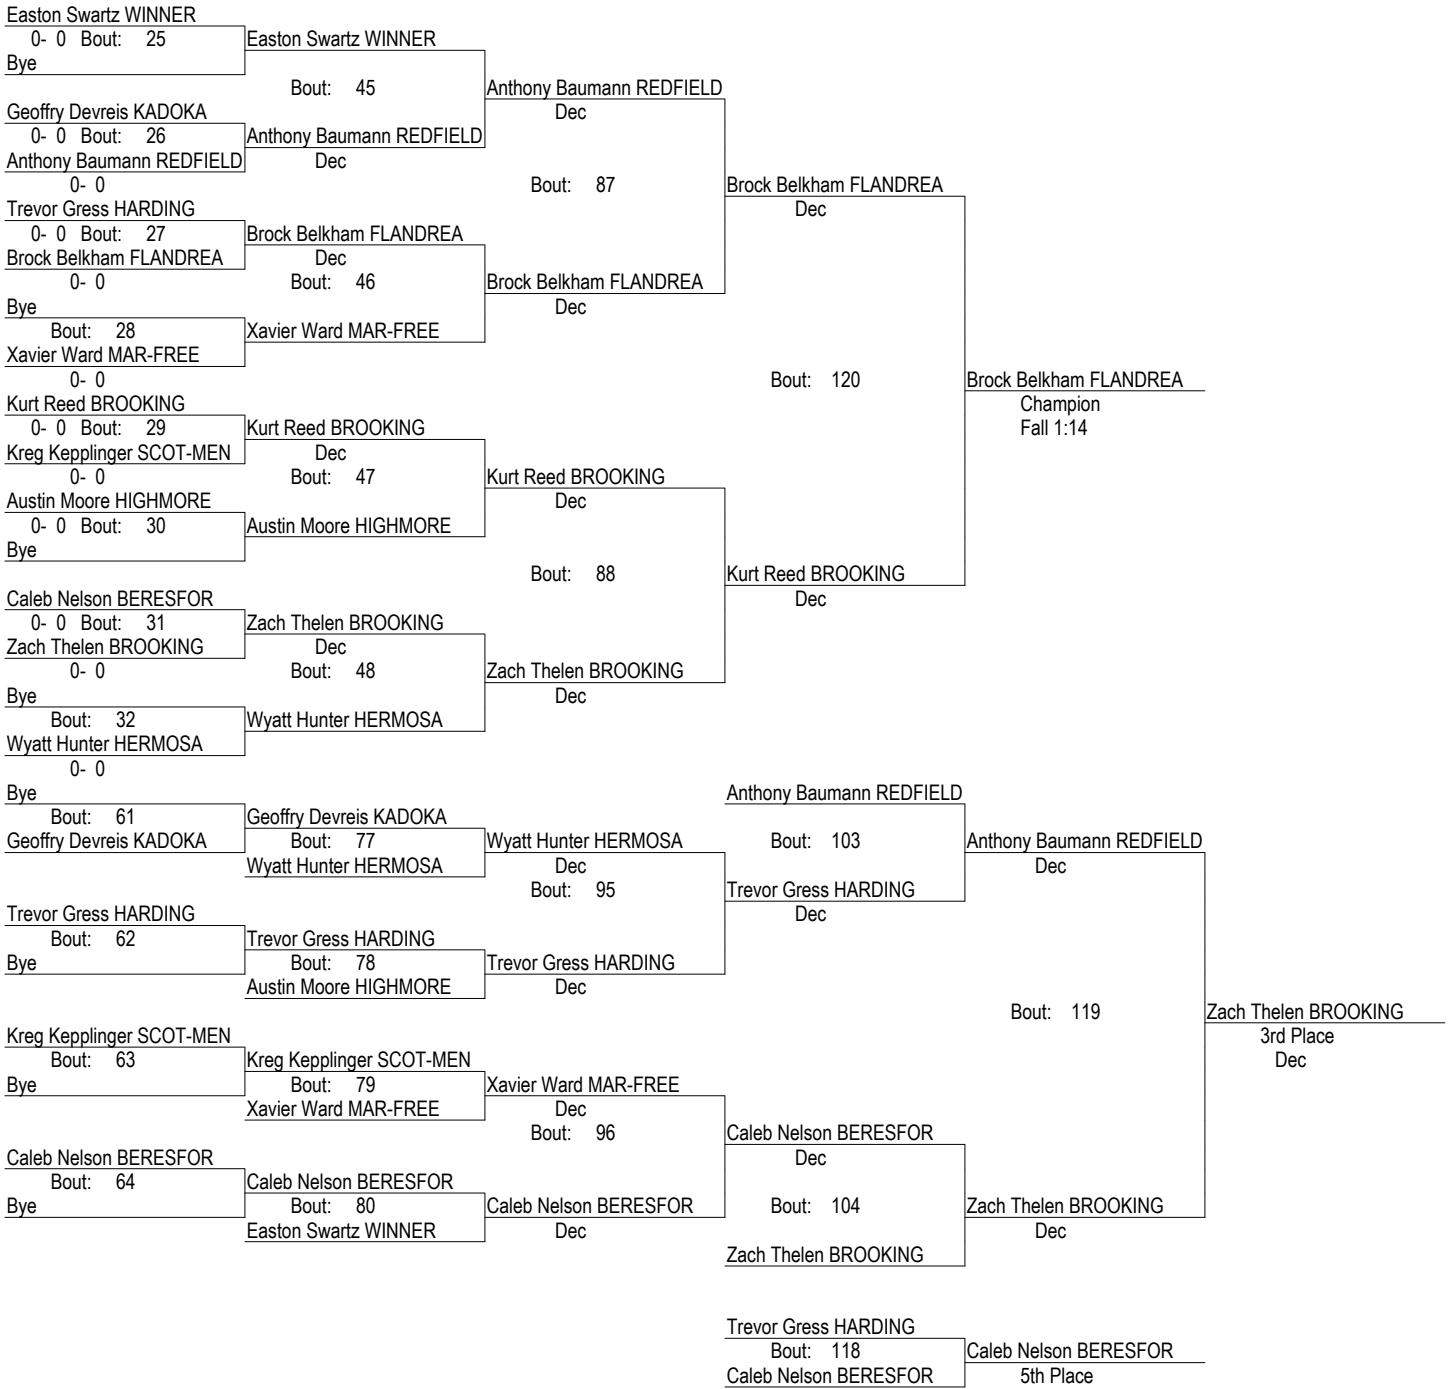 Easton Swartz WINNER
0- 0 Bout: 25 Easton Swartz WINNER
Bye
Bout: 45 Anthony Baumann REDFIELD
Geoffry Devreis KADOKA Dec
0- 0 Bout: 26 Anthony Baumann REDFIELD
Anthony Baumann REDFIELD Dec
0- 0 Bout: 87 Brock Belkham FLANDREA
Trevor Gress HARDING Dec
0- 0 Bout: 27 Brock Belkham FLANDREA
Brock Belkham FLANDREA Dec
0- 0 Bout: 46 Brock Belkham FLANDREA
Bye Dec
Bout: 28 Xavier Ward MAR-FREE
Xavier Ward MAR-FREE
0- 0 Bout: 120 Brock Belkham FLANDREA
Kurt Reed BROOKING Champion
0- 0 Bout: 29 Kurt Reed BROOKING Fall 1:14
Kreg Kepplinger SCOT-MEN Dec
0- 0 Bout: 47 Kurt Reed BROOKING
Austin Moore HIGHMORE Dec
0- 0 Bout: 30 Austin Moore HIGHMORE
Bye
Bout: 88 Kurt Reed BROOKING
Caleb Nelson BERESFOR Dec
0- 0 Bout: 31 Zach Thelen BROOKING
Zach Thelen BROOKING Dec
0- 0 Bout: 48 Zach Thelen BROOKING
Bye Dec
Bout: 32 Wyatt Hunter HERMOSA
Wyatt Hunter HERMOSA
0- 0
Bye Anthony Baumann REDFIELD
Bout: 61 Geoffry Devreis KADOKA
Geoffry Devreis KADOKA Bout: 77 Wyatt Hunter HERMOSA Bout: 103 Anthony Baumann REDFIELD
Wyatt Hunter HERMOSA Dec Dec
Bout: 95 Trevor Gress HARDING
Trevor Gress HARDING Dec
Bout: 62 Trevor Gress HARDING
Bye Bout: 78 Trevor Gress HARDING
Austin Moore HIGHMORE Dec
Bout: 119 Zach Thelen BROOKING
Kreg Kepplinger SCOT-MEN 3rd Place
Bout: 63 Kreg Kepplinger SCOT-MEN Dec
Bye Bout: 79 Xavier Ward MAR-FREE
Xavier Ward MAR-FREE Dec
Bout: 96 Caleb Nelson BERESFOR
Caleb Nelson BERESFOR Dec
Bout: 64 Caleb Nelson BERESFOR
Bye Bout: 80 Caleb Nelson BERESFOR Bout: 104 Zach Thelen BROOKING
Easton Swartz WINNER Dec Dec
Zach Thelen BROOKING
Trevor Gress HARDING
Bout: 118 Caleb Nelson BERESFOR
Caleb Nelson BERESFOR 5th Place